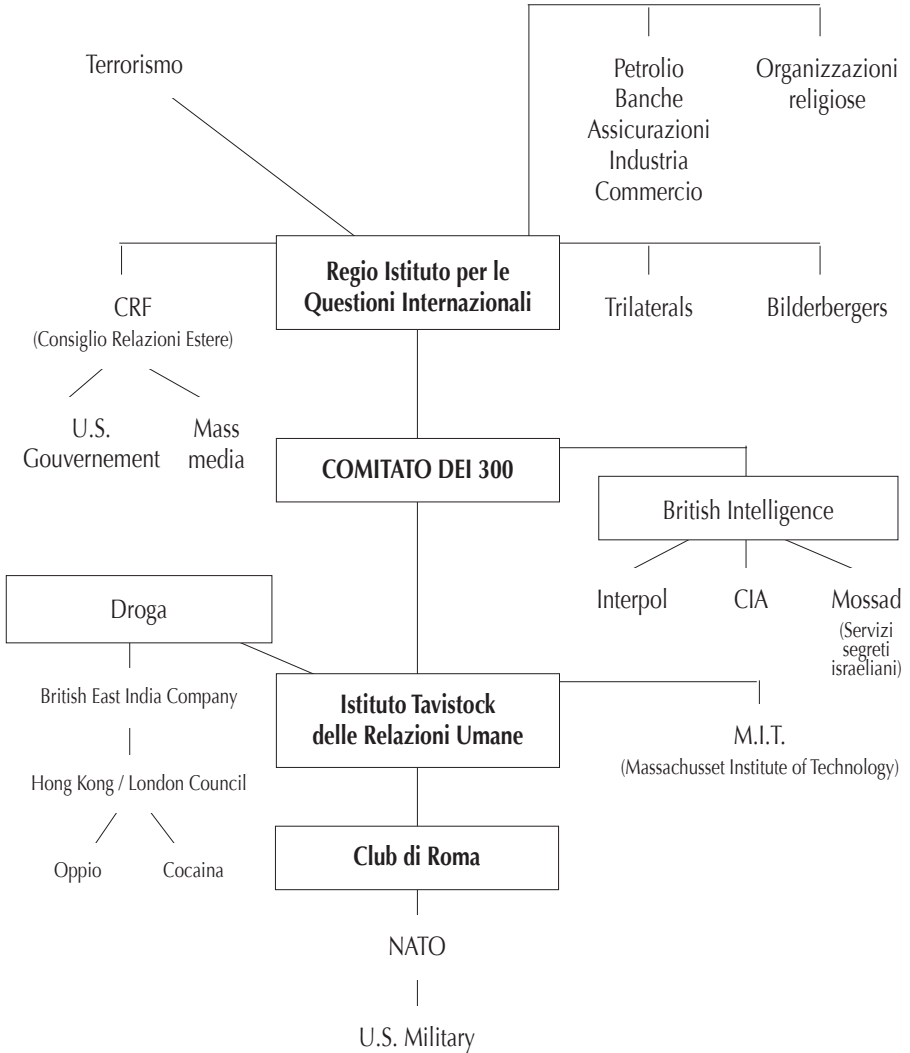 Terrorismo
Petrolio
Banche
Assicurazioni
Industria
Commercio
Organizzazioni
religiose
Regio Istituto per le
Questioni Internazionali
CRF
(Consiglio Relazioni Estere)
Trilaterals
Bilderbergers
U.S.
Gouvernement
Mass
media
COMITATO DEI 300
British Intelligence
Interpol
CIA
Mossad
(Servizi
segreti
israeliani)
Droga
British East India Company
Hong Kong / London Council
Oppio
Cocaina
Istituto Tavistock
delle Relazioni Umane
M.I.T.
(Massachusset Institute of Technology)
Club di Roma
NATO
U.S. Military